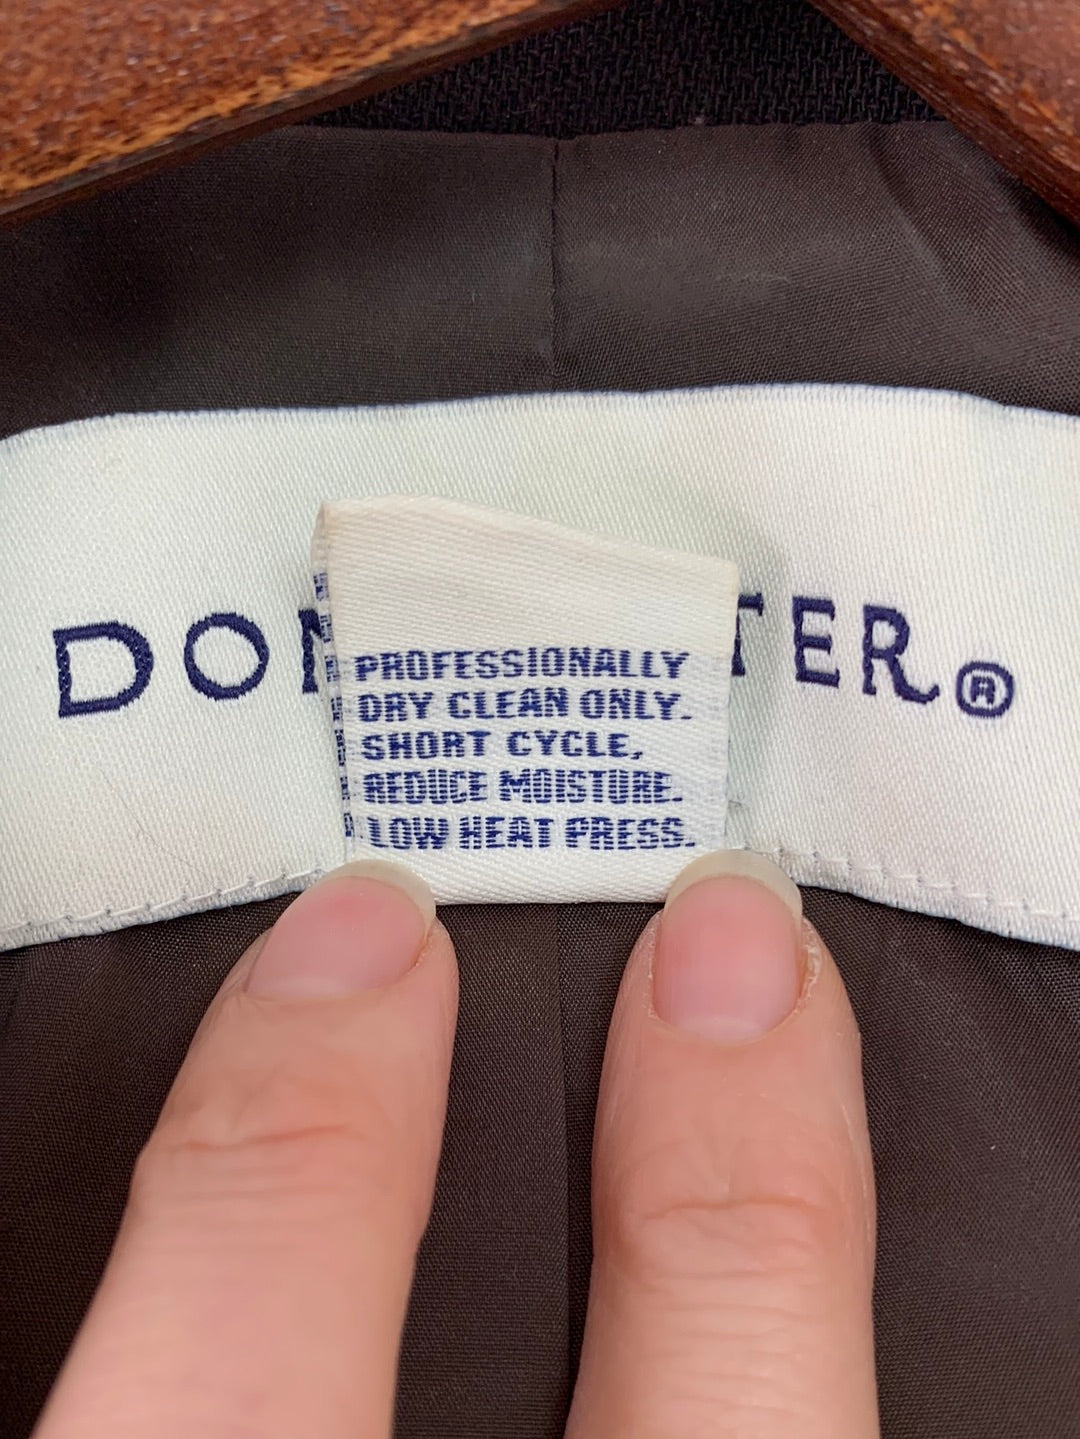 DON TER®
PROFESSIONALLY
DRY CLEAN ONLY.
SHORT CYCLE,
REDUCE MOISTURE.
LOW HEAT PRESS.